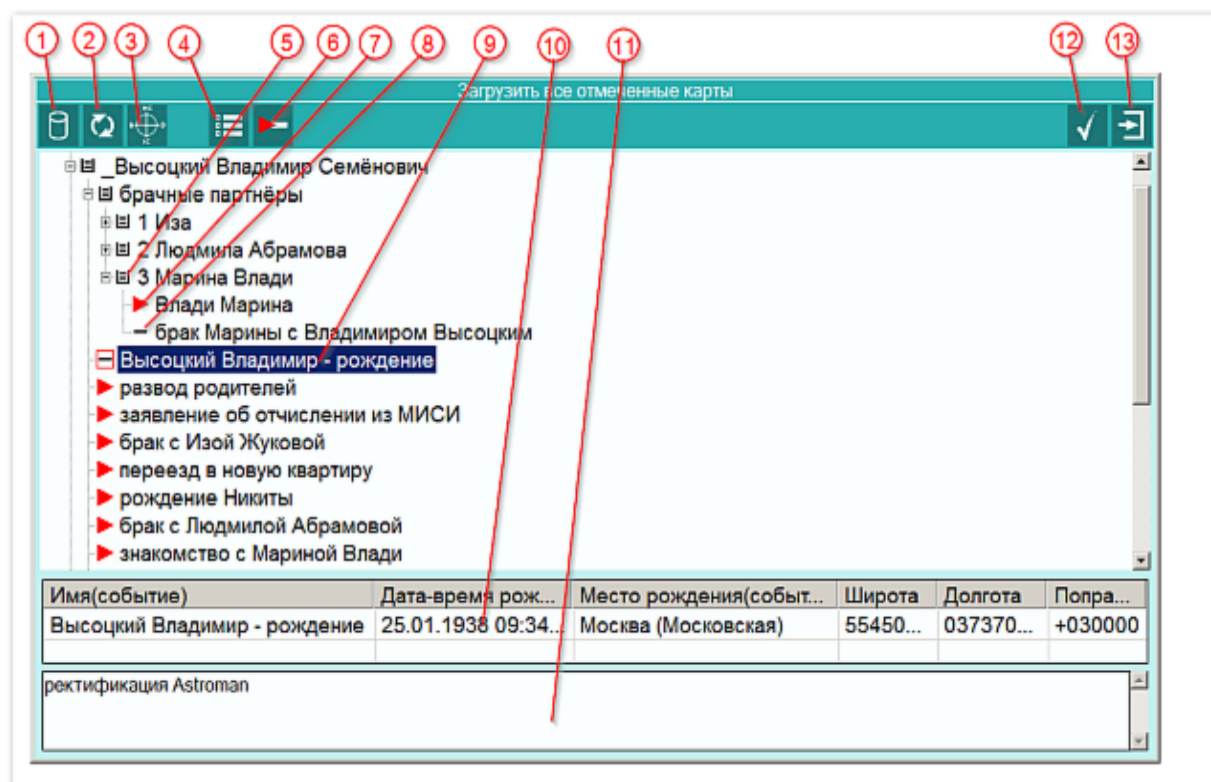 1 2 3 4 5 6 7 8 9 10 11 12 13
Загрузить все отмеченные карты
_Высоцкий Владимир Семёнович
брачные партнёры
1 Иза
2 Людмила Абрамова
3 Марина Влади
Влади Марина
брак Марины с Владимиром Высоцким
Высоцкий Владимир - рождение
развод родителей
заявление об отчислении из МИСИ
брак с Изой Жуковой
переезд в новую квартиру
рождение Никиты
брак с Людмилой Абрамовой
знакомство с Мариной Влади
Имя(событие) Дата-время рож... Место рождения(событ... Широта Долгота Попра...
Высоцкий Владимир - рождение 25.01.1938 09:34... Москва (Московская) 55450... 037370... +030000
ректификация Astroman